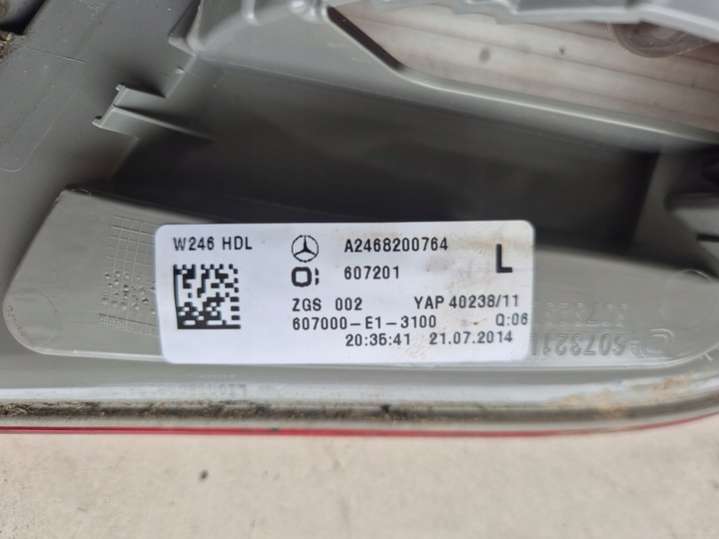 W246 HDL A2468200764
607201 L
ZGS 002 YAP 40238/11
607000-E1-3100 Q:06
20:35:41 21.07.2014